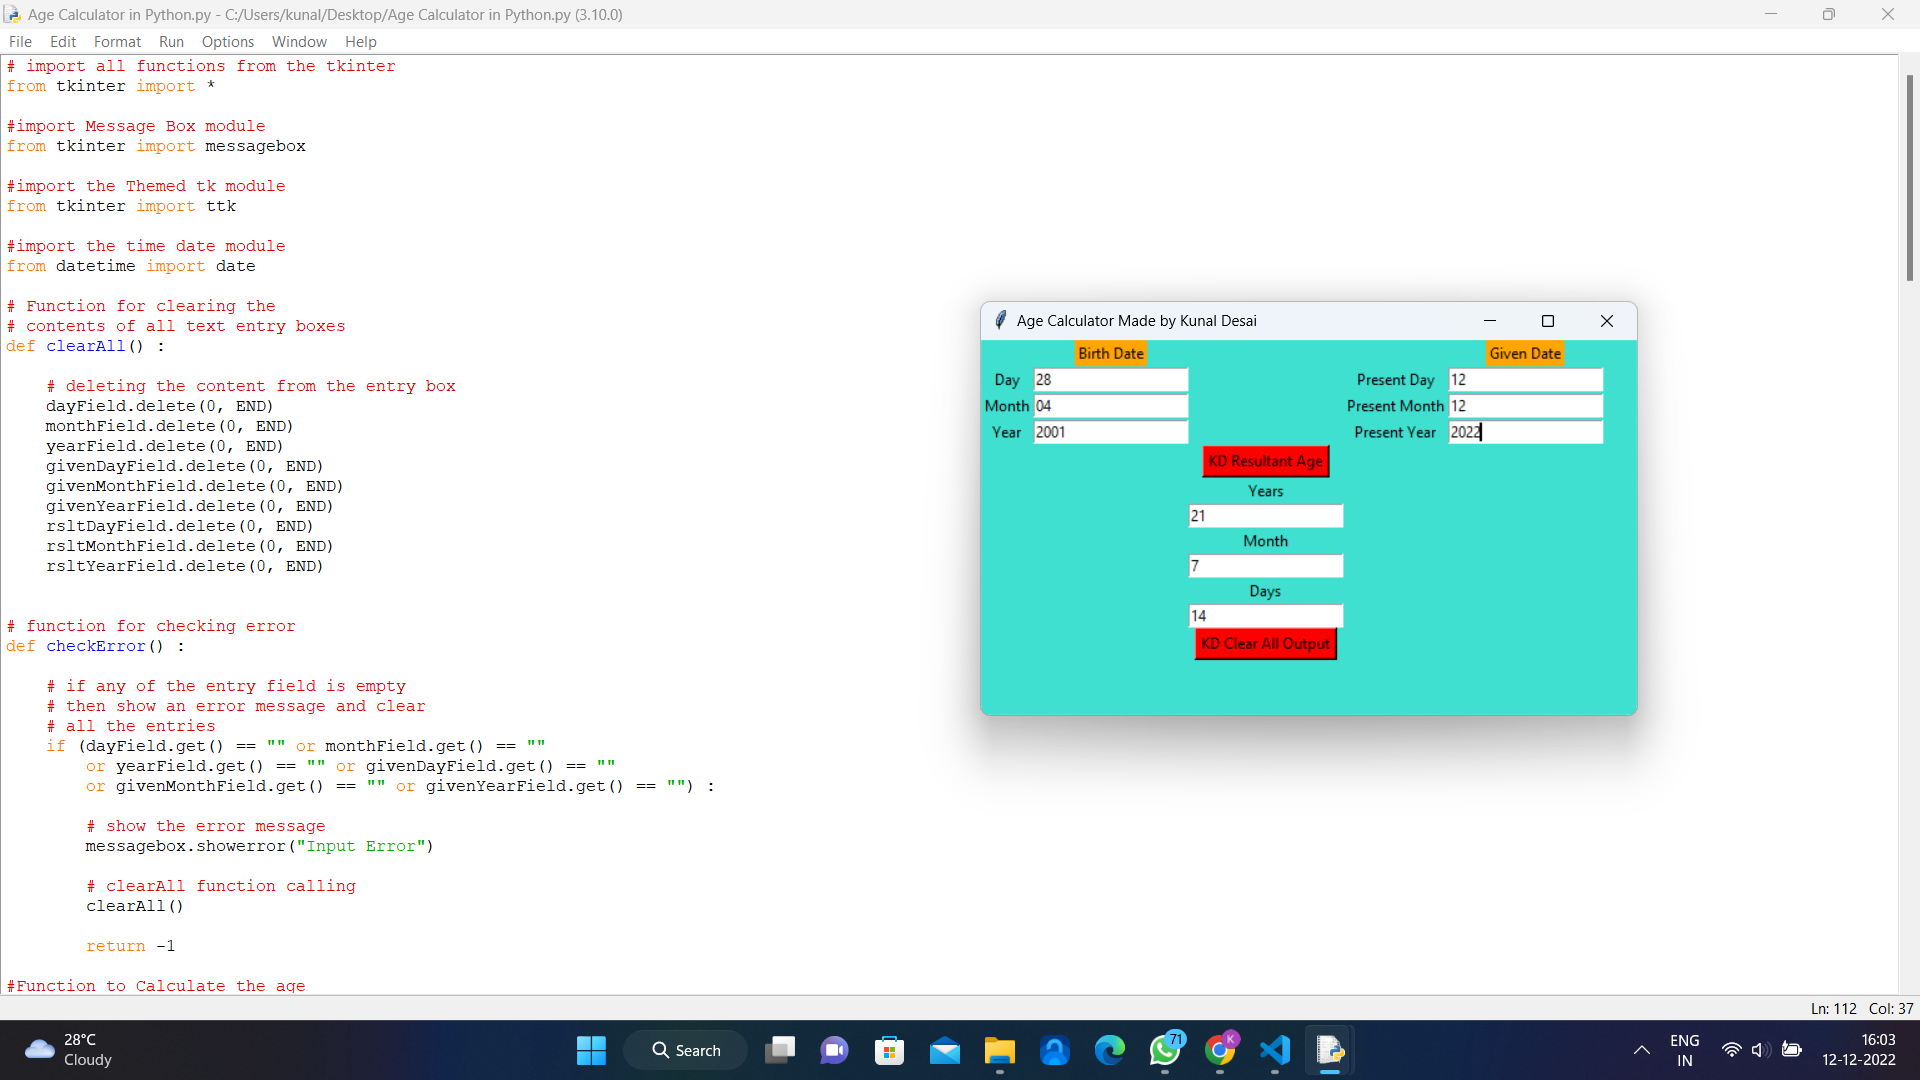 Age Calculator in Python.py - C:/Users/kunal/Desktop/Age Calculator in Python.py (3.10.0)
File Edit Format Run Options Window Help
# import all functions from the tkinter
from tkinter import *
#import Message Box module
from tkinter import messagebox
#import the Themed tk module
from tkinter import ttk
#import the time date module
from datetime import date
# Function for clearing the
# contents of all text entry boxes
def clearAll() :
# deleting the content from the entry box
dayField.delete(0, END)
monthField.delete(0, END)
yearField.delete(0, END)
givenDayField.delete(0, END)
givenMonthField.delete(0, END)
givenYearField.delete(0, END)
rsltDayField.delete(0, END)
rsltMonthField.delete(0, END)
rsltYearField.delete(0, END)
# function for checking error
def checkError() :
# if any of the entry field is empty
# then show an error message and clear
# all the entries
if (dayField.get() == "" or monthField.get() == ""
or yearField.get() == "" or givenDayField.get() == ""
or givenMonthField.get() == "" or givenYearField.get() == "") :
# show the error message
messagebox.showerror("Input Error")
# clearAll function calling
clearAll()
return -1
#Function to Calculate the age
Age Calculator Made by Kunal Desai
Birth Date Given Date
Day 28 Present Day 12
Month 04 Present Month 12
Year 2001 Present Year 2022
KD Resultant Age
Years
21
Month
7
Days
14
KD Clear All Output
Ln: 112 Col: 37
28°C
Cloudy
Search
71
K
ENG
IN
16:03
12-12-2022